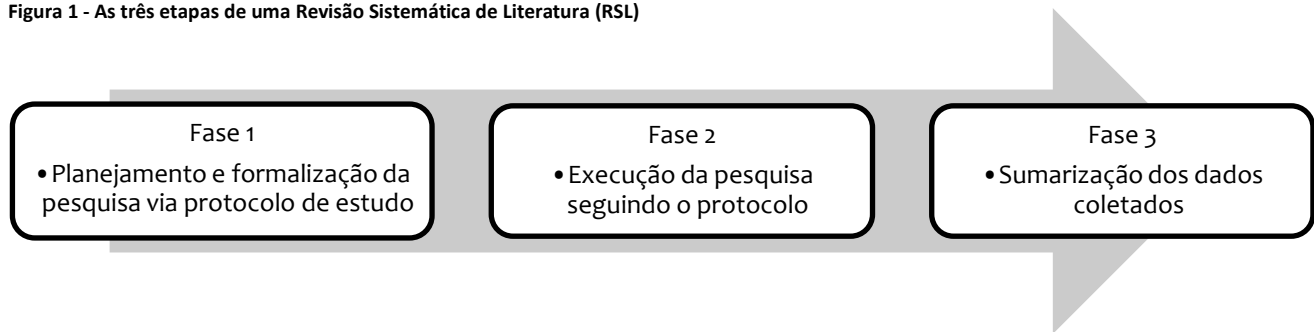 Figura 1 - As três etapas de uma Revisão Sistemática de Literatura (RSL)
Fase 1
•Planejamento e formalização da
pesquisa via protocolo de estudo
Fase 2
•Execução da pesquisa
seguindo o protocolo
Fase 3
•Sumarização dos dados
coletados